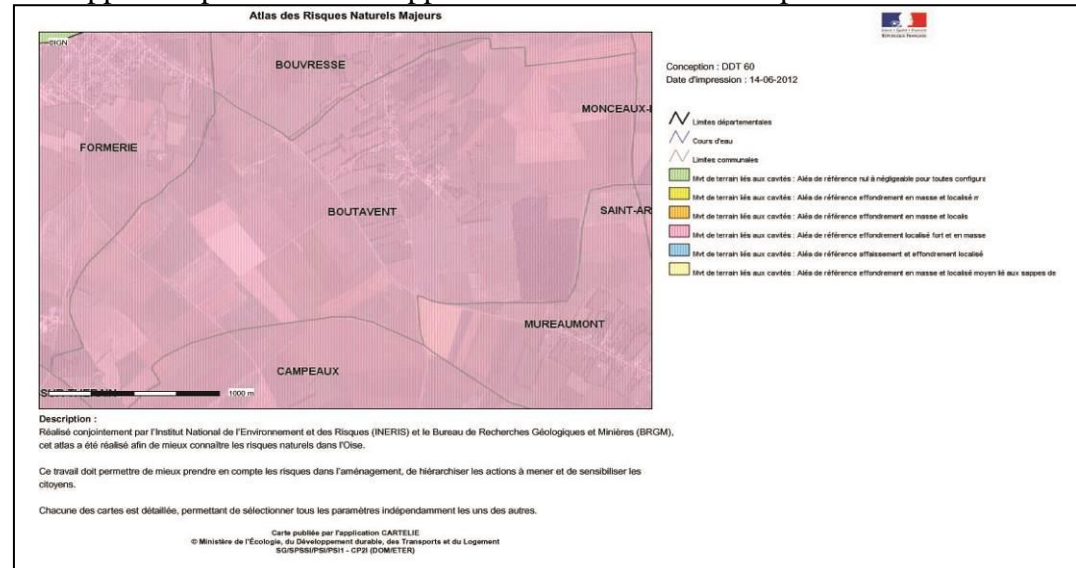 Atlas des Risques Naturels Majeurs
RÉPUBLIQUE FRANÇAISE
Conception : DDT 60
Date d'impression : 14-06-2012
BOUVRESSE
MONCEAUX-
FORMERIE
BOUTAVENT
SAINT-AR
MUREAUMONT
CAMPEAUX
SUR-THERAIN
1000 m
Limites départementales
Cours d'eau
Limites communales
Mvt de terrain liés aux cavités : Aléa de référence nul à négligeable pour toutes configura
Mvt de terrain liés aux cavités : Aléa de référence effondrement en masse et localisé m
Mvt de terrain liés aux cavités : Aléa de référence effondrement en masse et localis
Mvt de terrain liés aux cavités : Aléa de référence effondrement localisé fort et en masse
Mvt de terrain liés aux cavités : Aléa de référence affaissement et effondrement localisé
Mvt de terrain liés aux cavités : Aléa de référence effondrement en masse et localisé moyen lié aux sappes de
Description :
Réalisé conjointement par l'Institut National de l'Environnement et des Risques (INERIS) et le Bureau de Recherches Géologiques et Minières (BRGM),
cet atlas a été réalisé afin de mieux connaître les risques naturels dans l'Oise.
Ce travail doit permettre de mieux prendre en compte les risques dans l'aménagement, de hiérarchiser les actions à mener et de sensibiliser les
citoyens.
Chacune des cartes est détaillée, permettant de sélectionner tous les paramètres indépendamment les uns des autres.
Carte publiée par l'application CARTELIE
© Ministère de l'Écologie, du Développement durable, des Transports et du Logement
SG/SPSSI/PSI/PSI1 - CP2I (DOM/ETER)